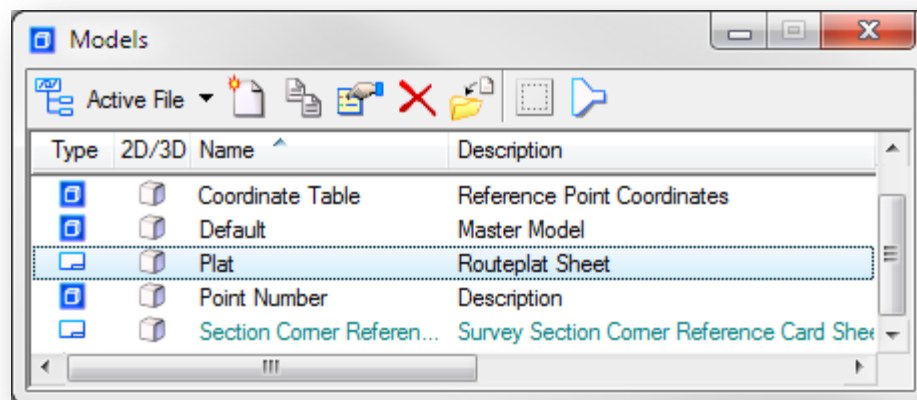 Models
Active File
Type 2D/3D Name Description
Coordinate Table Reference Point Coordinates
Default Master Model
Plat Routeplat Sheet
Point Number Description
Section Corner Referen... Survey Section Corner Reference Card Shee